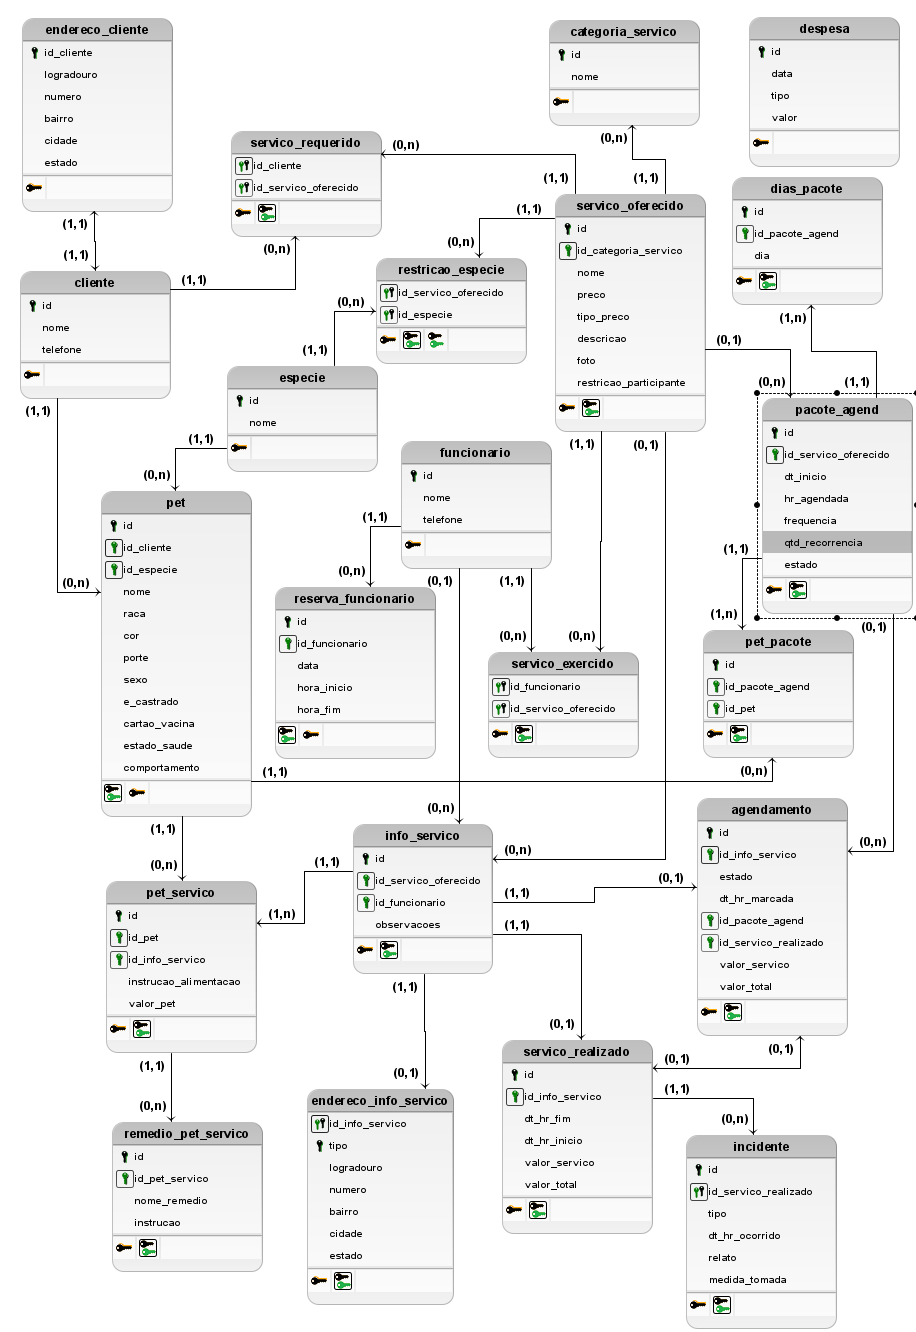 endereco_cliente
id_cliente
logradouro
numero
bairro
cidade
estado
(1,1)
(1,1)
cliente
id
nome
telefone
(1,1)
(1,1)
(0,n)
servico_requerido
id_cliente
id_servico_oferecido
(0,n)
(0,n)
categoria_servico
id
nome
(0,n)
(1,1)
(1,1)
despesa
id
data
tipo
valor
dias_pacote
id
id_pacote_agend
dia
(1,n)
(1,1)
servico_oferecido
id
id_categoria_servico
nome
preco
tipo_preco
descricao
foto
restricao_participante
(1,1)
(0,n)
(0,1)
(0,n)
(1,1)
(0,1)
restricao_especie
id_servico_oferecido
id_especie
(0,n)
(1,1)
especie
id
nome
(1,1)
(0,n)
pacote_agend
id
id_servico_oferecido
dt_inicio
hr_agendada
frequencia
qtd_recorrencia
estado
(1,1)
(1,n)
(0,1)
funcionario
id
nome
telefone
(1,1)
(0,n)
(0,1)
(1,1)
(0,n)
(0,n)
pet
id
id_cliente
id_especie
nome
raca
cor
porte
sexo
e_castrado
cartao_vacina
estado_saude
comportamento
(1,1)
(0,n)
(1,1)
(0,n)
reserva_funcionario
id
id_funcionario
data
hora_inicio
hora_fim
servico_exercido
id_funcionario
id_servico_oferecido
pet_pacote
id
id_pacote_agend
id_pet
(0,n)
info_servico
id
id_servico_oferecido
id_funcionario
observacoes
(0,n)
(1,1)
(1,n)
(1,1)
(0,1)
(1,1)
(0,1)
(1,1)
(0,1)
agendamento
id
id_info_servico
estado
dt_hr_marcada
id_pacote_agend
id_servico_realizado
valor_servico
valor_total
(0,n)
(0,1)
(0,1)
pet_servico
id
id_pet
id_info_servico
instrucao_alimentacao
valor_pet
(1,1)
(0,n)
remedio_pet_servico
id
id_pet_servico
nome_remedio
instrucao
endereco_info_servico
id_info_servico
tipo
logradouro
numero
bairro
cidade
estado
servico_realizado
id
id_info_servico
dt_hr_fim
dt_hr_inicio
valor_servico
valor_total
(1,1)
(0,n)
incidente
id
id_servico_realizado
tipo
dt_hr_ocorrido
relato
medida_tomada